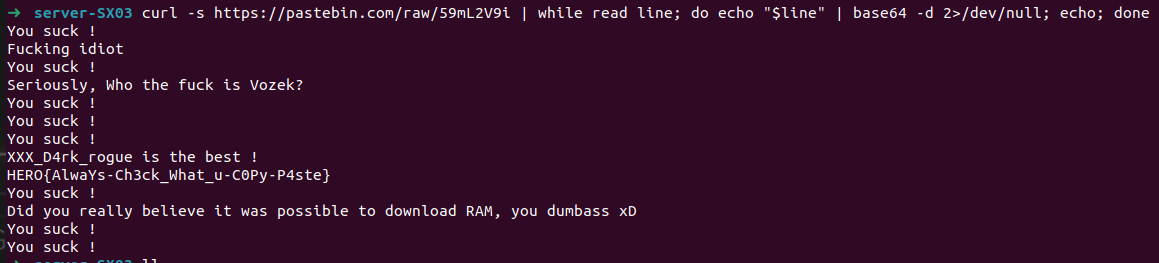 ➜ server-SX03 curl -s https://pastebin.com/raw/59mL2V9i | while read line; do echo "$line" | base64 -d 2>/dev/null; echo; done
You suck !
Fucking idiot
You suck !
Seriously, Who the fuck is Vozek?
You suck !
You suck !
You suck !
XXX_D4rk_rogue is the best !
HERO{AlwaYs-Ch3ck_What_u-C0Py-P4ste}
You suck !
Did you really believe it was possible to download RAM, you dumbass xD
You suck !
You suck !